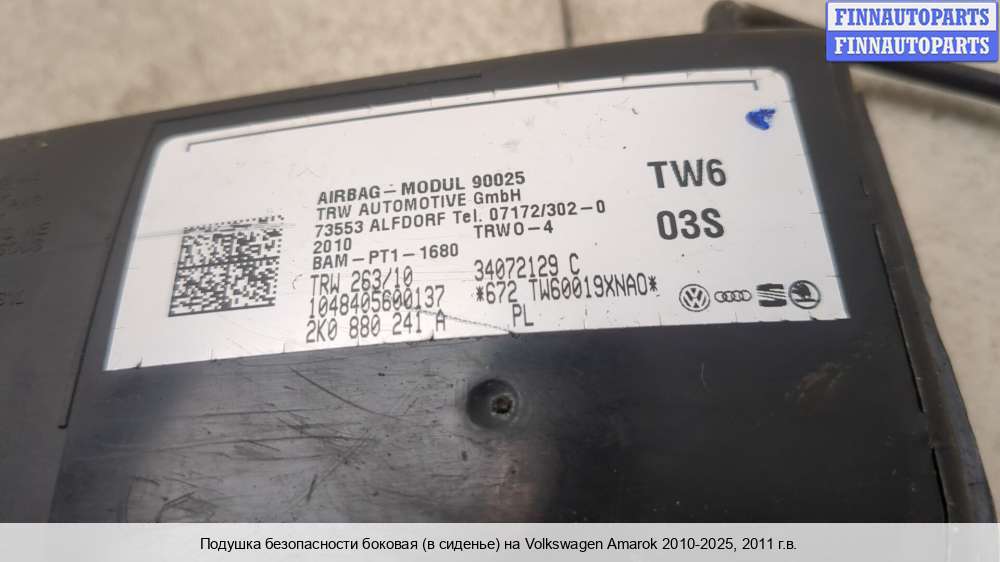 FINNAUTOPARTS
FINNAUTOPARTS
AIRBAG-MODUL 90025
TRW AUTOMOTIVE GmbH
73553 ALFDORF Tel. 07172/302-0
2010 TRWO-4
BAM-PT1-1680
TRW 263/10 34072129 C
1048405600137 *672 TW60019XNAO*
2K0 880 241 A PL
TW6
03S
Подушка безопасности боковая (в сиденье) на Volkswagen Amarok 2010-2025, 2011 г.в.